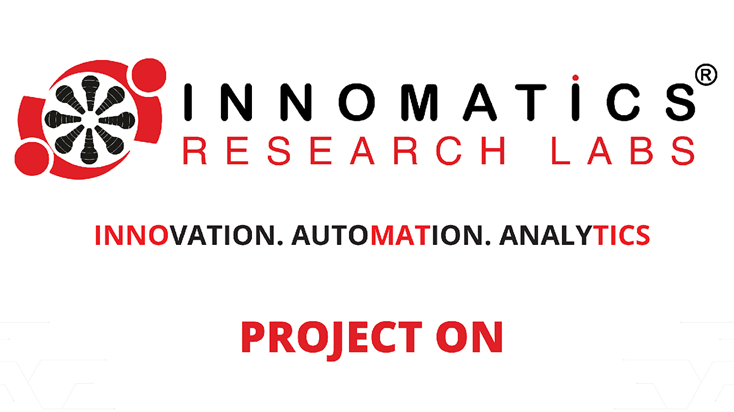 INNOMATiCS®
RESEARCH LABS
INNOVATION. AUTOMATION. ANALYTICS
PROJECT ON